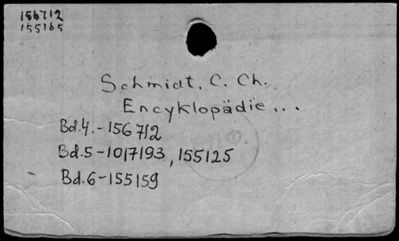 156712
155165
Schmidt, C. Ch.
Encyklopädie...
Bd.4.-156712
Bd.5-1017193, 155125
Bd.6-155159